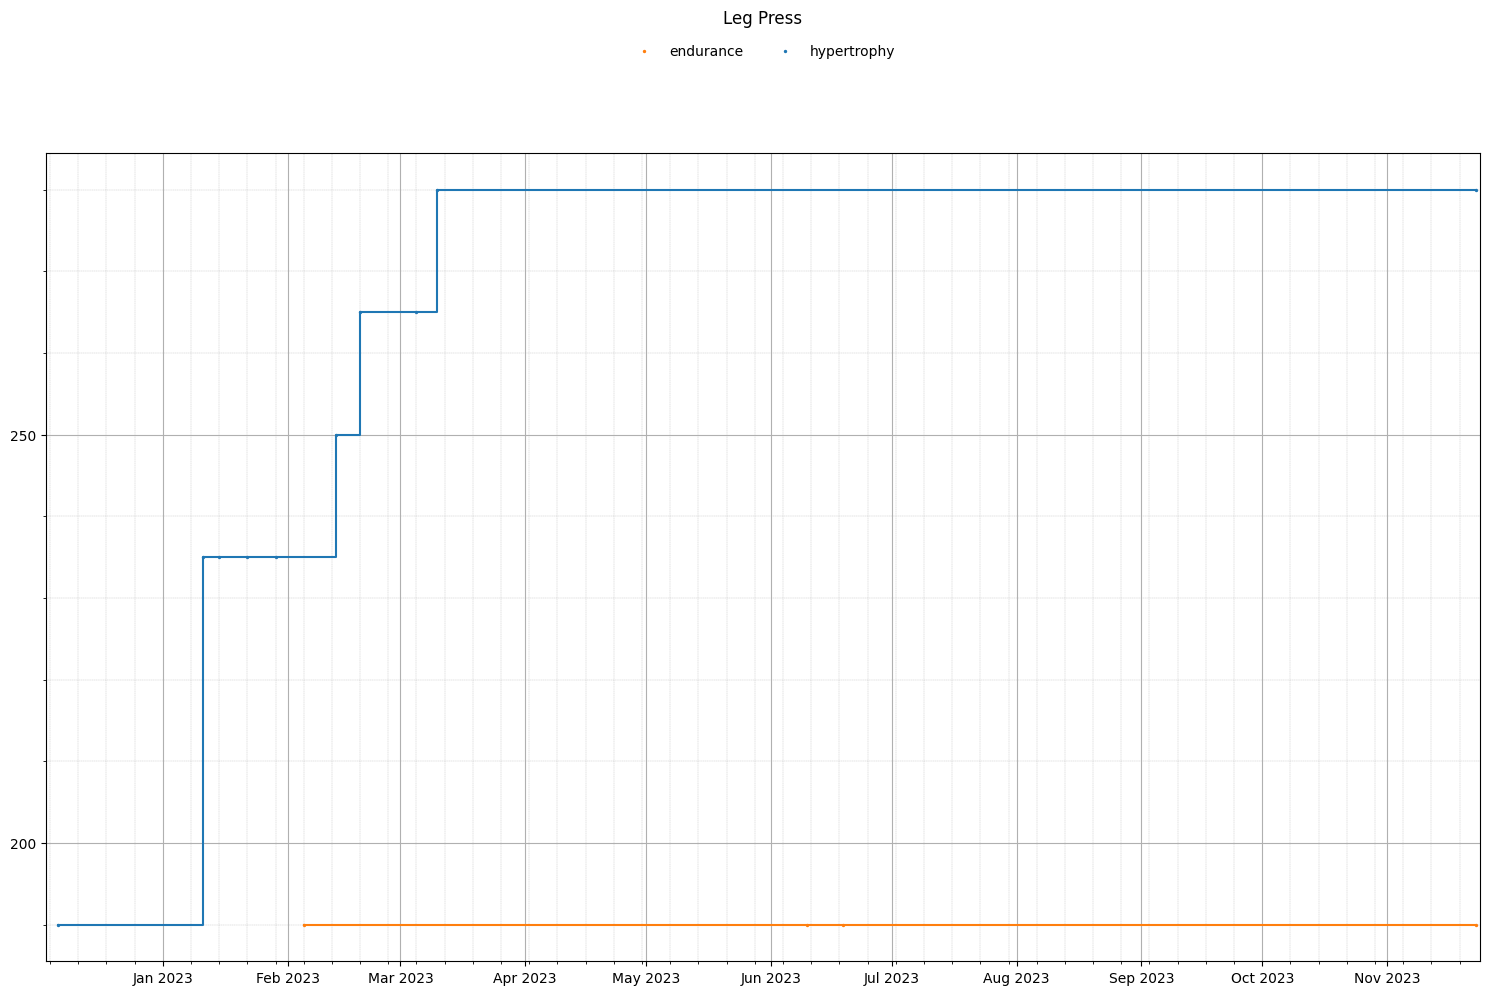 Leg Press
endurance hypertrophy
250
200
Jan 2023 Feb 2023 Mar 2023 Apr 2023 May 2023 Jun 2023 Jul 2023 Aug 2023 Sep 2023 Oct 2023 Nov 2023